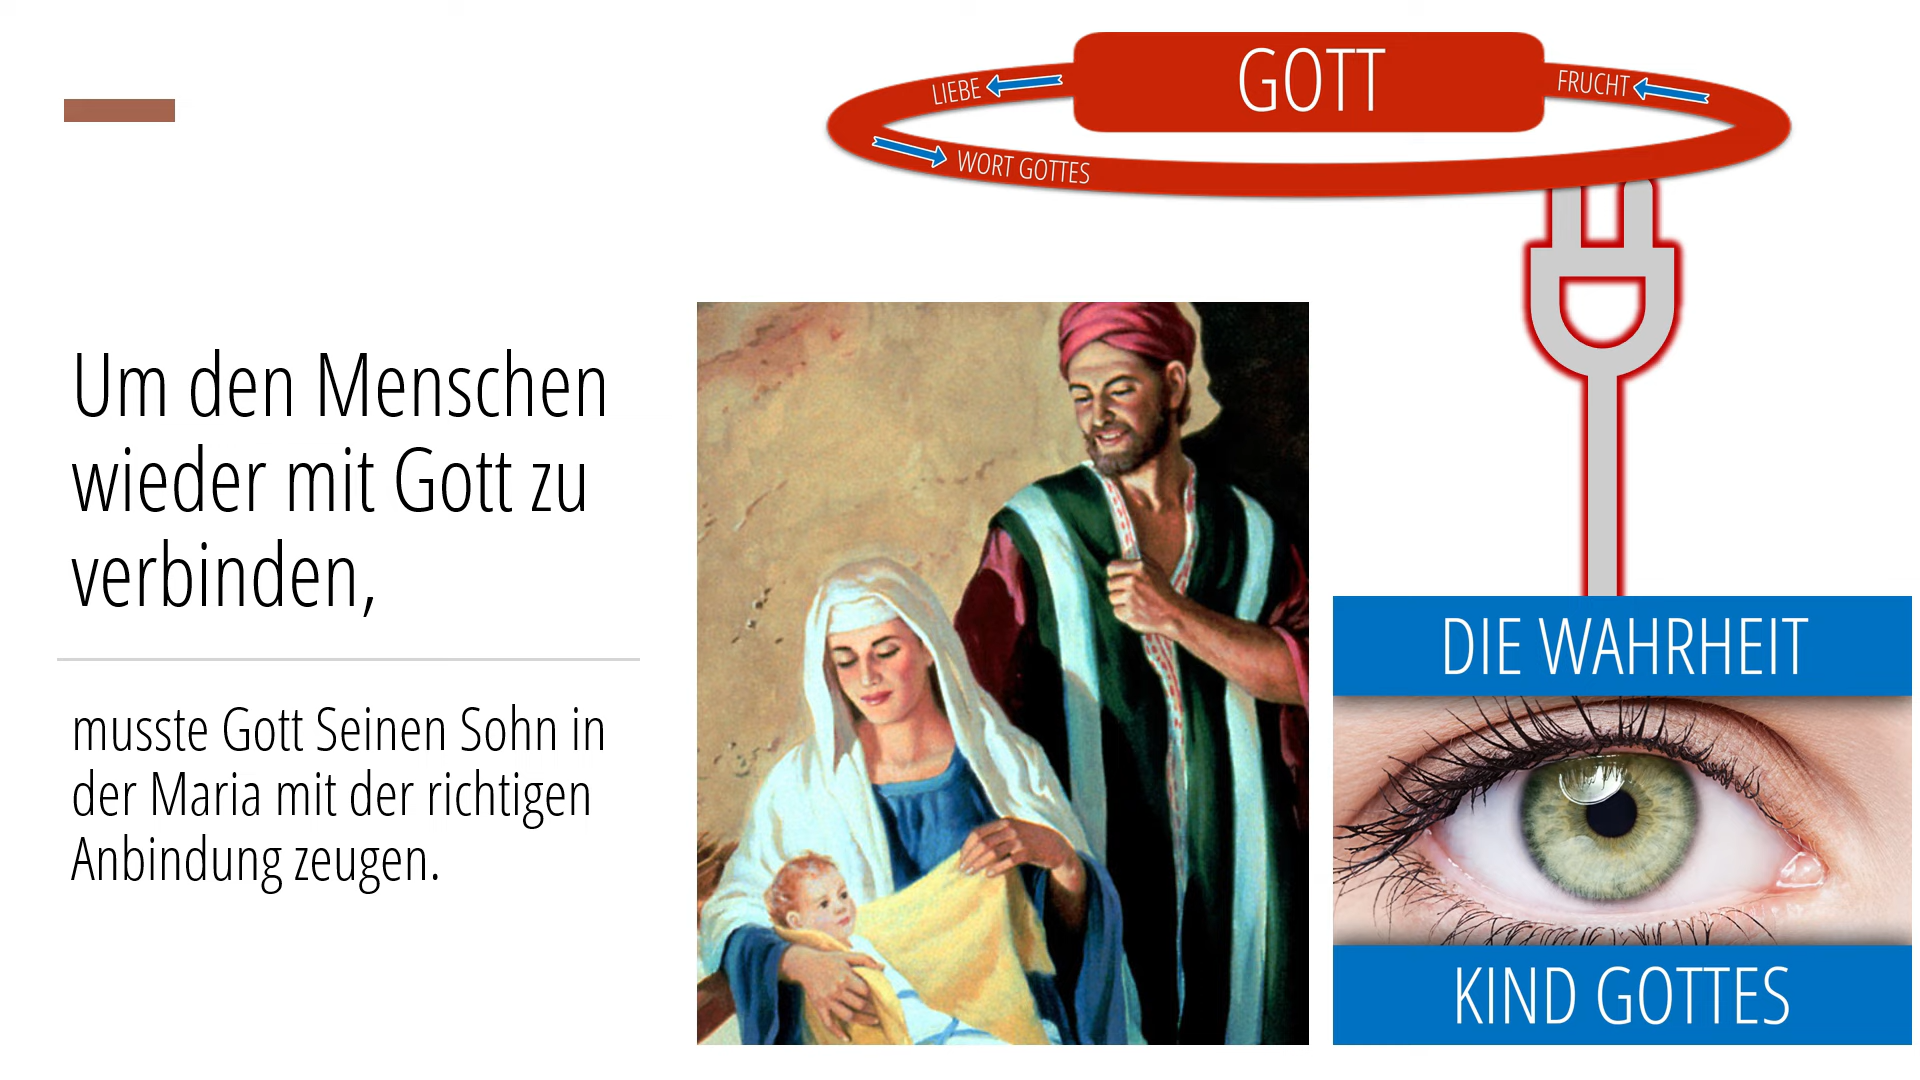 GOTT
LIEBE
FRUCHT
WORT GOTTES
Um den Menschen
wieder mit Gott zu
verbinden,
musste Gott Seinen Sohn in
der Maria mit der richtigen
Anbindung zeugen.
DIE WAHRHEIT
KIND GOTTES